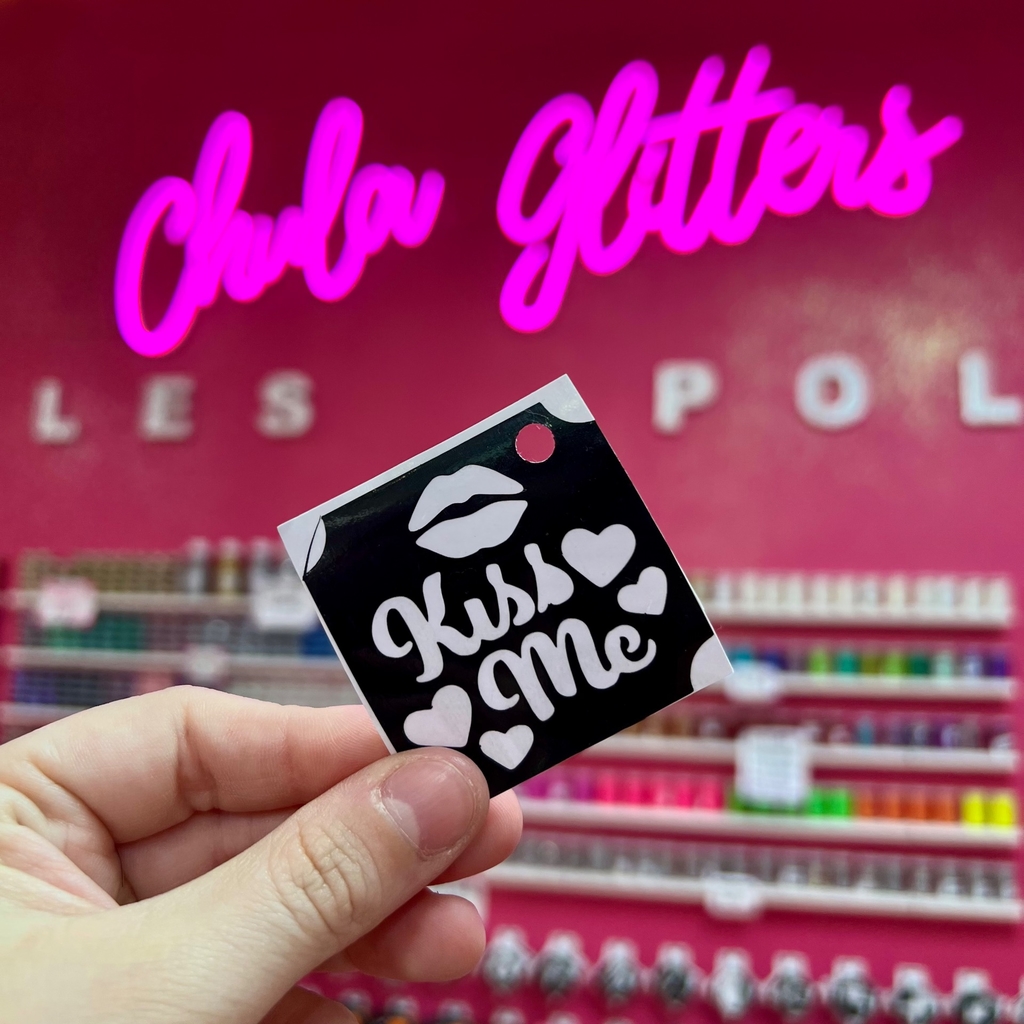 Chula Glitters
LES POL
Kiss
Me